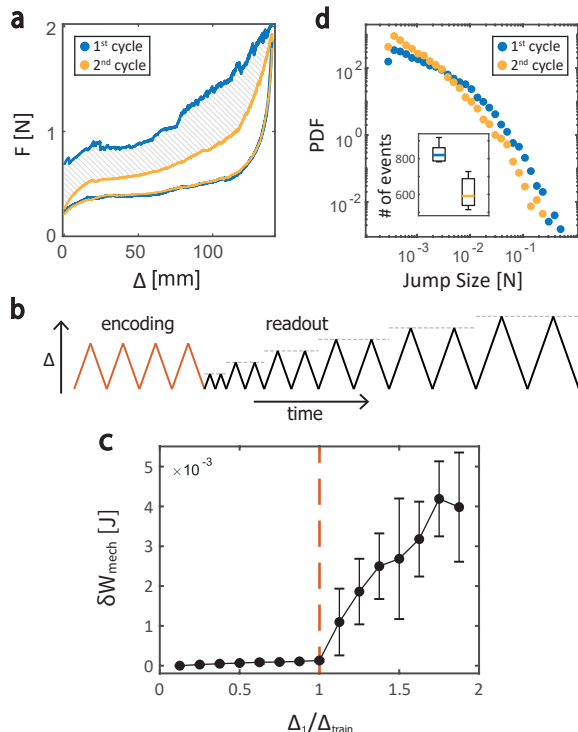 a
1st cycle
2nd cycle
F [N]
2
1
0
0
50
100
Δ [mm]
d
1st cycle
2nd cycle
PDF
10^2
10^0
10^-2
# of events
800
600
10^-3
10^-2
10^-1
10^0
Jump Size [N]
b
encoding
readout
Δ
time
c
×10^-3
δW_mech [J]
5
4
3
2
1
0
0
0.5
1
1.5
2
Δ_1/Δ_train